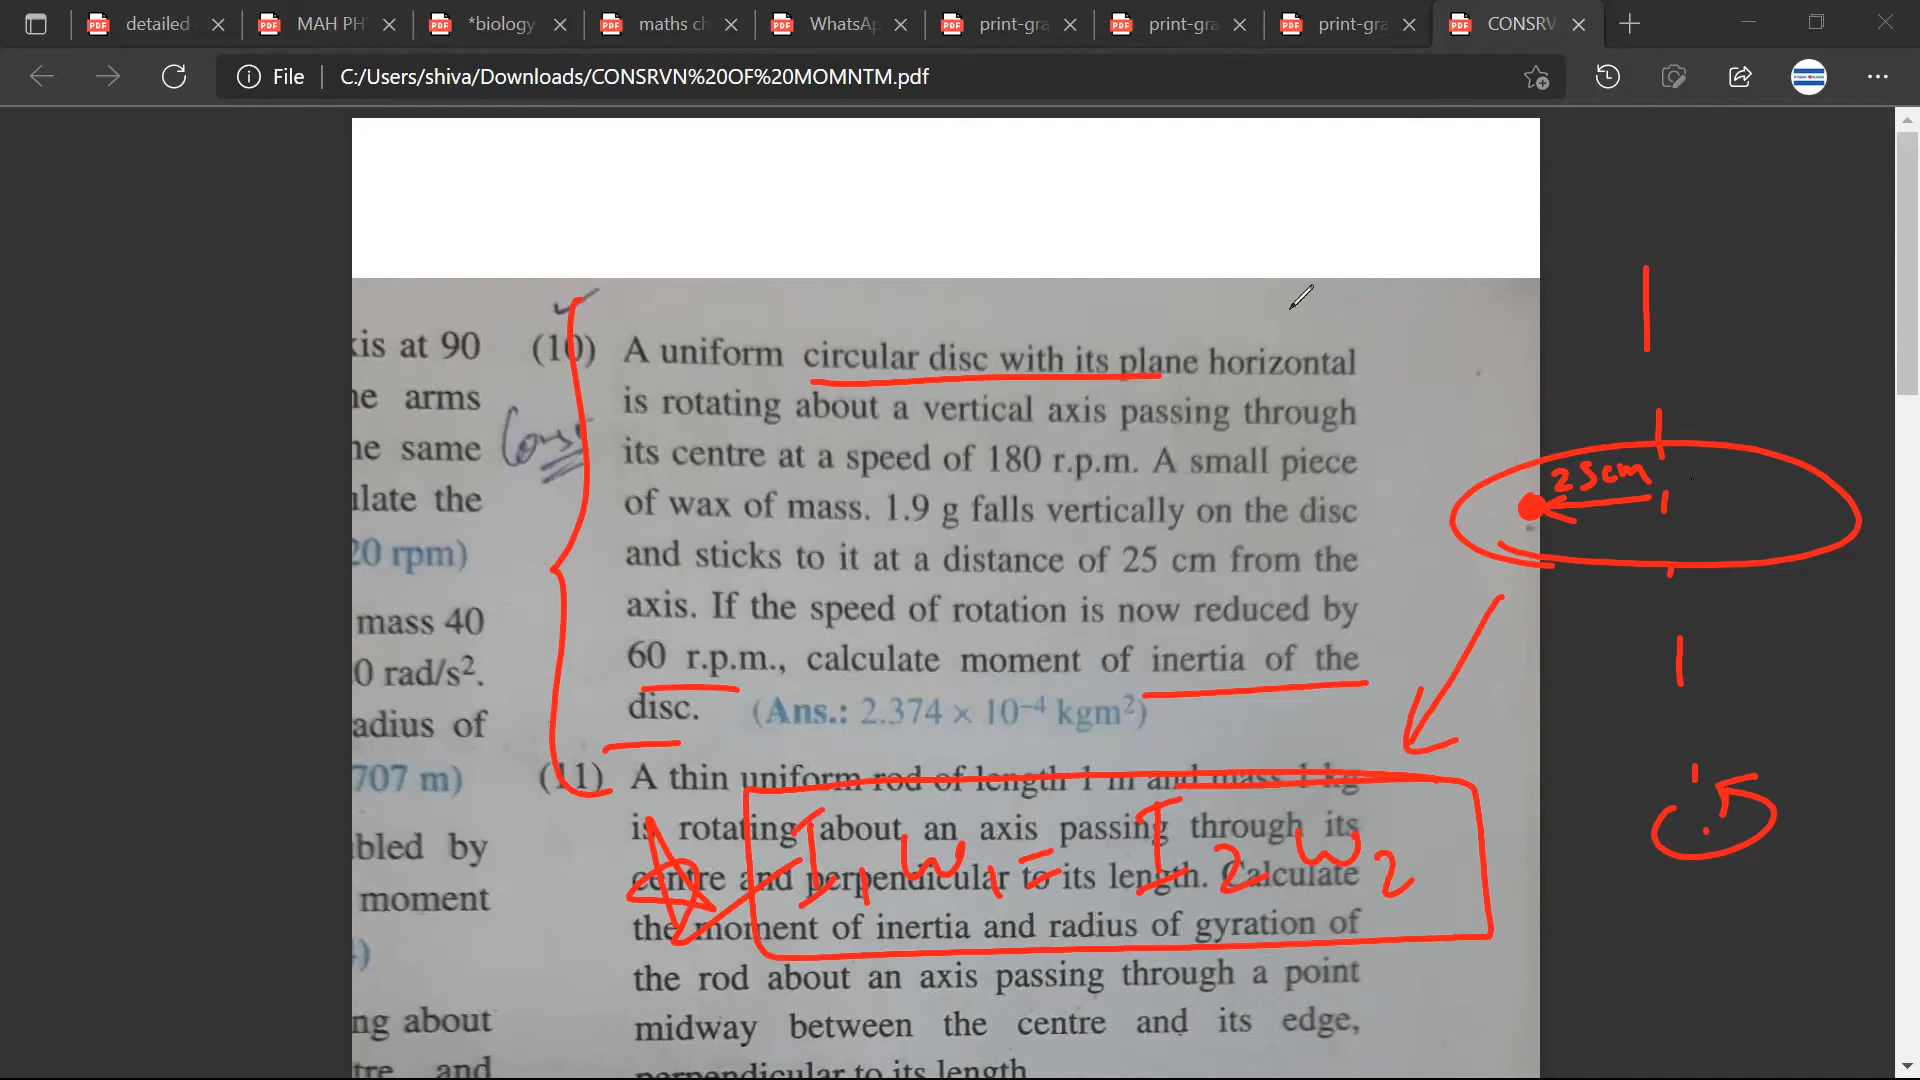 detailed
MAH PH
*biology
maths ch
WhatsAp
print-gra
print-gra
print-gra
CONSRV
File
C:/Users/shiva/Downloads/CONSRVN%20OF%20MOMNTM.pdf
is at 90
he arms
he same
ulate the
20 rpm)
mass 40
0 rad/s².
adius of
707 m)
bled by
moment
ng about
tre and
Cons
(10) A uniform circular disc with its plane horizontal
is rotating about a vertical axis passing through
its centre at a speed of 180 r.p.m. A small piece
of wax of mass. 1.9 g falls vertically on the disc
and sticks to it at a distance of 25 cm from the
axis. If the speed of rotation is now reduced by
60 r.p.m., calculate moment of inertia of the
disc. (Ans.: 2.374 × 10⁻⁴ kgm²)
(11) A thin uniform rod of length 1 m and mass 1 kg
is rotating about an axis passing through its
centre and perpendicular to its length. Calculate
the moment of inertia and radius of gyration of
the rod about an axis passing through a point
midway between the centre and its edge,
perpendicular to its length
I₁ω₁ = I₂ω₂
25cm